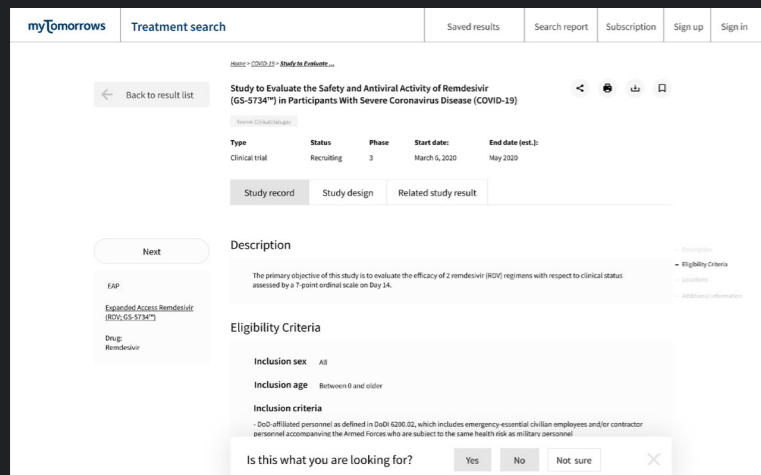 myTomorrows
Treatment search
Saved results
Search report
Subscription
Sign up
Sign in
Home > COVID-19 > Study to Evaluate ...
Back to result list
Study to Evaluate the Safety and Antiviral Activity of Remdesivir
(GS-5734™) in Participants With Severe Coronavirus Disease (COVID-19)
Source: Clinicaltrials.gov
Type Status Phase Start date: End date (est.):
Clinical trial Recruiting 3 March 6, 2020 May 2020
Study record Study design Related study result
Next
EAP
Expanded Access Remdesivir
(RDV; GS-5734™)
Drug:
Remdesivir
Description
The primary objective of this study is to evaluate the efficacy of 2 remdesivir (RDV) regimens with respect to clinical status
assessed by a 7-point ordinal scale on Day 14.
Eligibility Criteria
Inclusion sex All
Inclusion age Between 0 and older
Inclusion criteria
- DoD-affiliated personnel as defined in DoDI 6200.02, which includes emergency-essential civilian employees and/or contractor
personnel accompanying the Armed Forces who are subject to the same health risk as military personnel
Description
Eligibility Criteria
Locations
Additional information
Is this what you are looking for?
Yes
No
Not sure